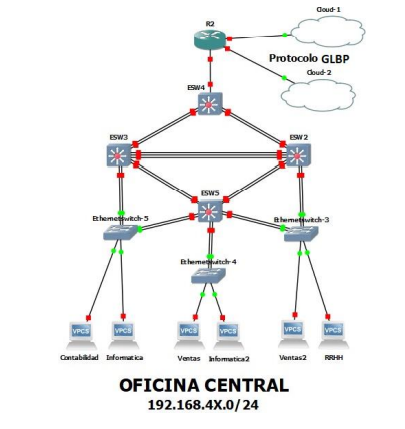 Cloud-1
R2
Protocolo GLBP
Cloud-2
ESW4
ESW3
ESW2
ESW5
Ethernetswitch-5
Ethernetswitch-3
Ethernetswitch-4
VPCS
VPCS
VPCS
VPCS
VPCS
VPCS
Contabilidad
Informatica
Ventas
Informatica2
Ventas2
RRHH
OFICINA CENTRAL
192.168.4X.0/24